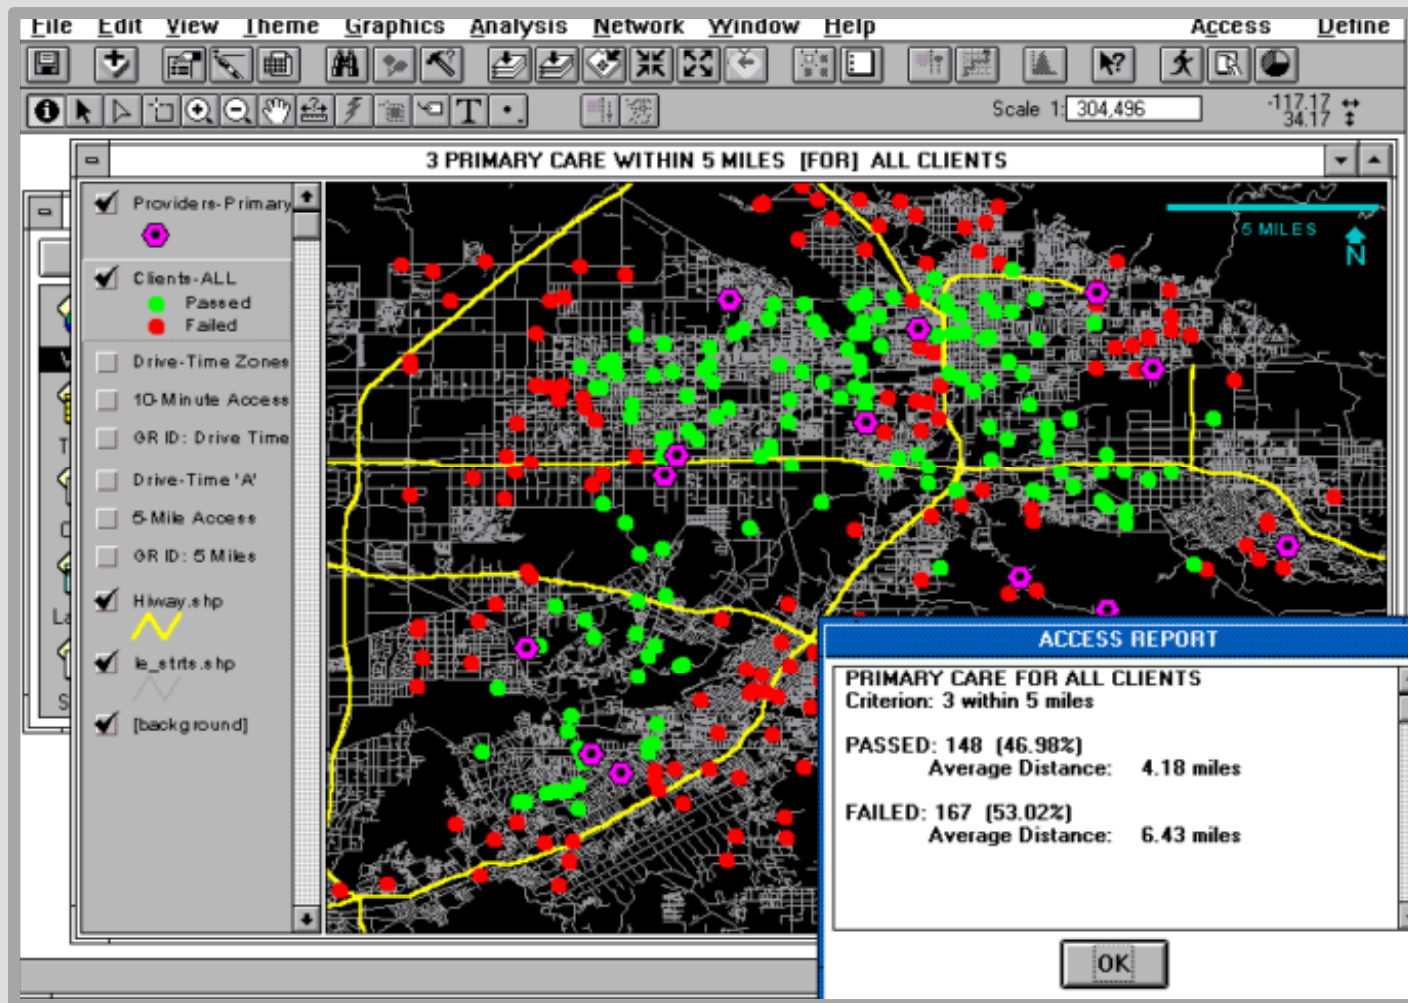 File Edit View Theme Graphics Analysis Network Window Help Access Define
Scale 1: 304,496
-117.17
34.17
3 PRIMARY CARE WITHIN 5 MILES [FOR] ALL CLIENTS
Providers-Primary
Clients-ALL
Passed
Failed
Drive-Time Zones
10-Minute Access
GRID: Drive Time
Drive-Time 'A'
5-Mile Access
GRID: 5 Miles
Hiway.shp
le_strts.shp
[background]
5 MILES
N
ACCESS REPORT
PRIMARY CARE FOR ALL CLIENTS
Criterion: 3 within 5 miles
PASSED: 148 (46.98%)
Average Distance: 4.18 miles
FAILED: 167 (53.02%)
Average Distance: 6.43 miles
OK